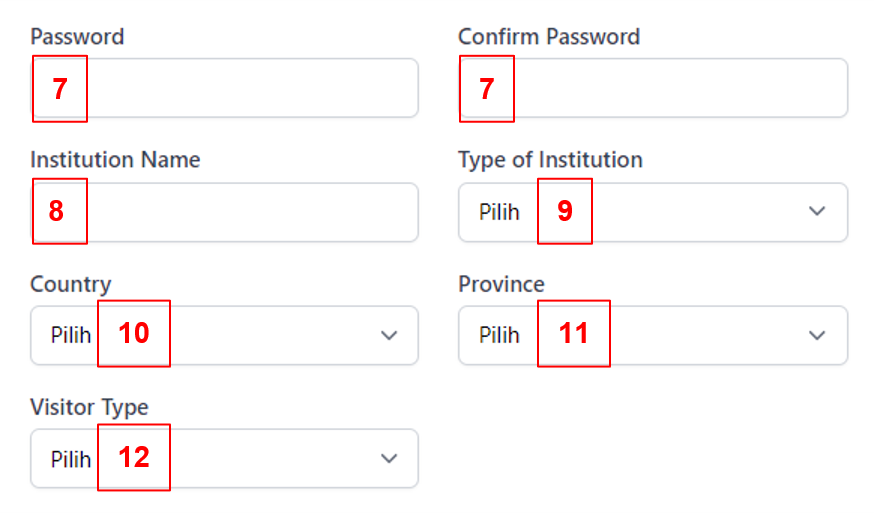 Password
Confirm Password
7
7
Institution Name
Type of Institution
8
Pilih 9
Country
Province
Pilih 10
Pilih 11
Visitor Type
Pilih 12